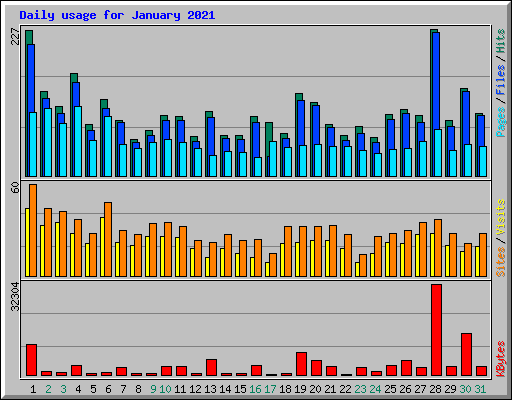 Daily usage for January 2021
227
Pages / Files / Hits
60
Sites / Visits
32304
KBytes
1 2 3 4 5 6 7 8 9 10 11 12 13 14 15 16 17 18 19 20 21 22 23 24 25 26 27 28 29 30 31